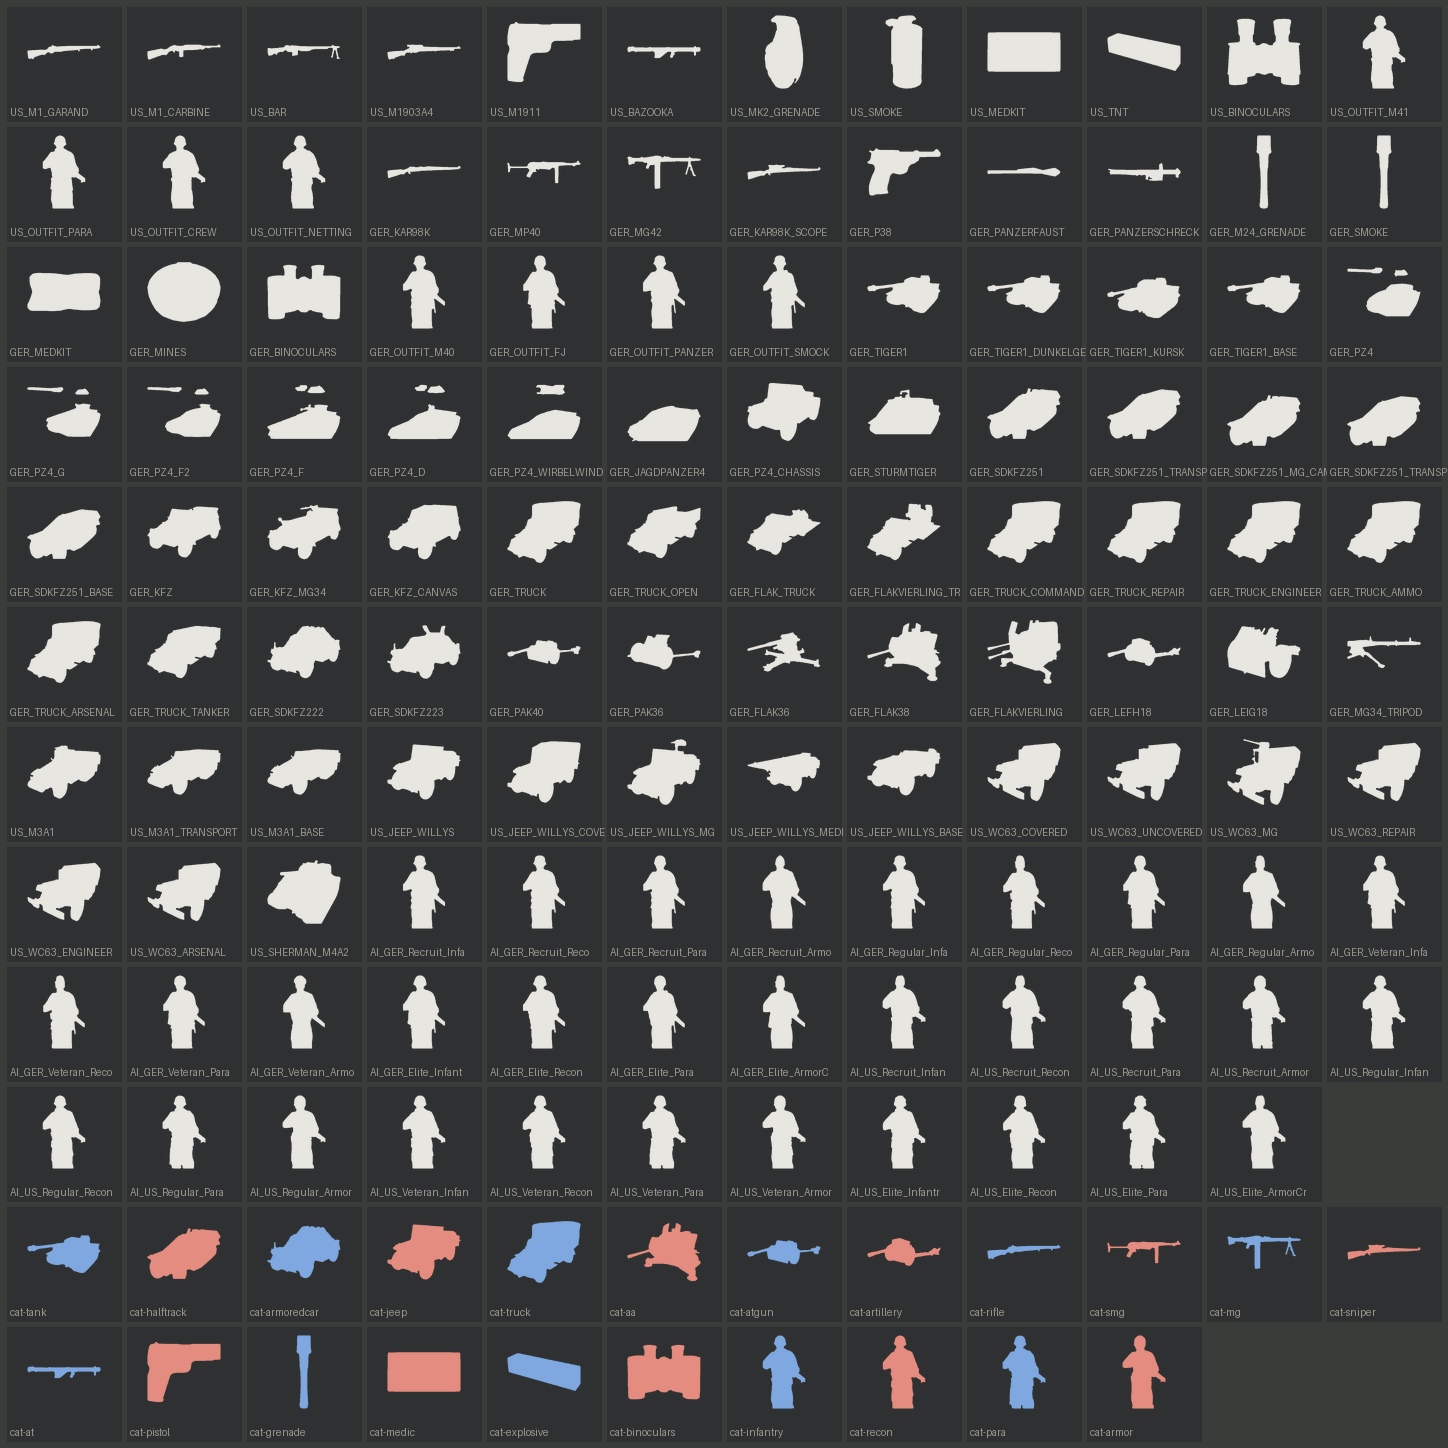 US_M1_GARAND US_M1_CARBINE US_BAR US_M1903A4 US_M1911 US_BAZOOKA US_MK2_GRENADE US_SMOKE US_MEDKIT US_TNT US_BINOCULARS US_OUTFIT_M41
US_OUTFIT_PARA US_OUTFIT_CREW US_OUTFIT_NETTING GER_KAR98K GER_MP40 GER_MG42 GER_KAR98K_SCOPE GER_P38 GER_PANZERFAUST GER_PANZERSCHRECK GER_M24_GRENADE GER_SMOKE
GER_MEDKIT GER_MINES GER_BINOCULARS GER_OUTFIT_M40 GER_OUTFIT_FJ GER_OUTFIT_PANZER GER_OUTFIT_SMOCK GER_TIGER1 GER_TIGER1_DUNKELGE GER_TIGER1_KURSK GER_TIGER1_BASE GER_PZ4
GER_PZ4_G GER_PZ4_F2 GER_PZ4_F GER_PZ4_D GER_PZ4_WIRBELWIND GER_JAGDPANZER4 GER_PZ4_CHASSIS GER_STURMTIGER GER_SDKFZ251 GER_SDKFZ251_TRANSP GER_SDKFZ251_MG_CAM GER_SDKFZ251_TRANSP
GER_SDKFZ251_BASE GER_KFZ GER_KFZ_MG34 GER_KFZ_CANVAS GER_TRUCK GER_TRUCK_OPEN GER_FLAK_TRUCK GER_FLAKVIERLING_TR GER_TRUCK_COMMAND GER_TRUCK_REPAIR GER_TRUCK_ENGINEER GER_TRUCK_AMMO
GER_TRUCK_ARSENAL GER_TRUCK_TANKER GER_SDKFZ222 GER_SDKFZ223 GER_PAK40 GER_PAK36 GER_FLAK36 GER_FLAK38 GER_FLAKVIERLING GER_LEFH18 GER_LEIG18 GER_MG34_TRIPOD
US_M3A1 US_M3A1_TRANSPORT US_M3A1_BASE US_JEEP_WILLYS US_JEEP_WILLYS_COVE US_JEEP_WILLYS_MG US_JEEP_WILLYS_MEDI US_JEEP_WILLYS_BASE US_WC63_COVERED US_WC63_UNCOVERED US_WC63_MG US_WC63_REPAIR
US_WC63_ENGINEER US_WC63_ARSENAL US_SHERMAN_M4A2 AI_GER_Recruit_Infa AI_GER_Recruit_Reco AI_GER_Recruit_Para AI_GER_Recruit_Armo AI_GER_Regular_Infa AI_GER_Regular_Reco AI_GER_Regular_Para AI_GER_Regular_Armo AI_GER_Veteran_Infa
AI_GER_Veteran_Reco AI_GER_Veteran_Para AI_GER_Veteran_Armo AI_GER_Elite_Infant AI_GER_Elite_Recon AI_GER_Elite_Para AI_GER_Elite_ArmorC AI_US_Recruit_Infan AI_US_Recruit_Recon AI_US_Recruit_Para AI_US_Recruit_Armor AI_US_Regular_Infan
AI_US_Regular_Recon AI_US_Regular_Para AI_US_Regular_Armor AI_US_Veteran_Infan AI_US_Veteran_Recon AI_US_Veteran_Para AI_US_Veteran_Armor AI_US_Elite_Infantr AI_US_Elite_Recon AI_US_Elite_Para AI_US_Elite_ArmorCr
cat-tank cat-halftrack cat-armoredcar cat-jeep cat-truck cat-aa cat-atgun cat-artillery cat-rifle cat-smg cat-mg cat-sniper
cat-at cat-pistol cat-grenade cat-medic cat-explosive cat-binoculars cat-infantry cat-recon cat-para cat-armor